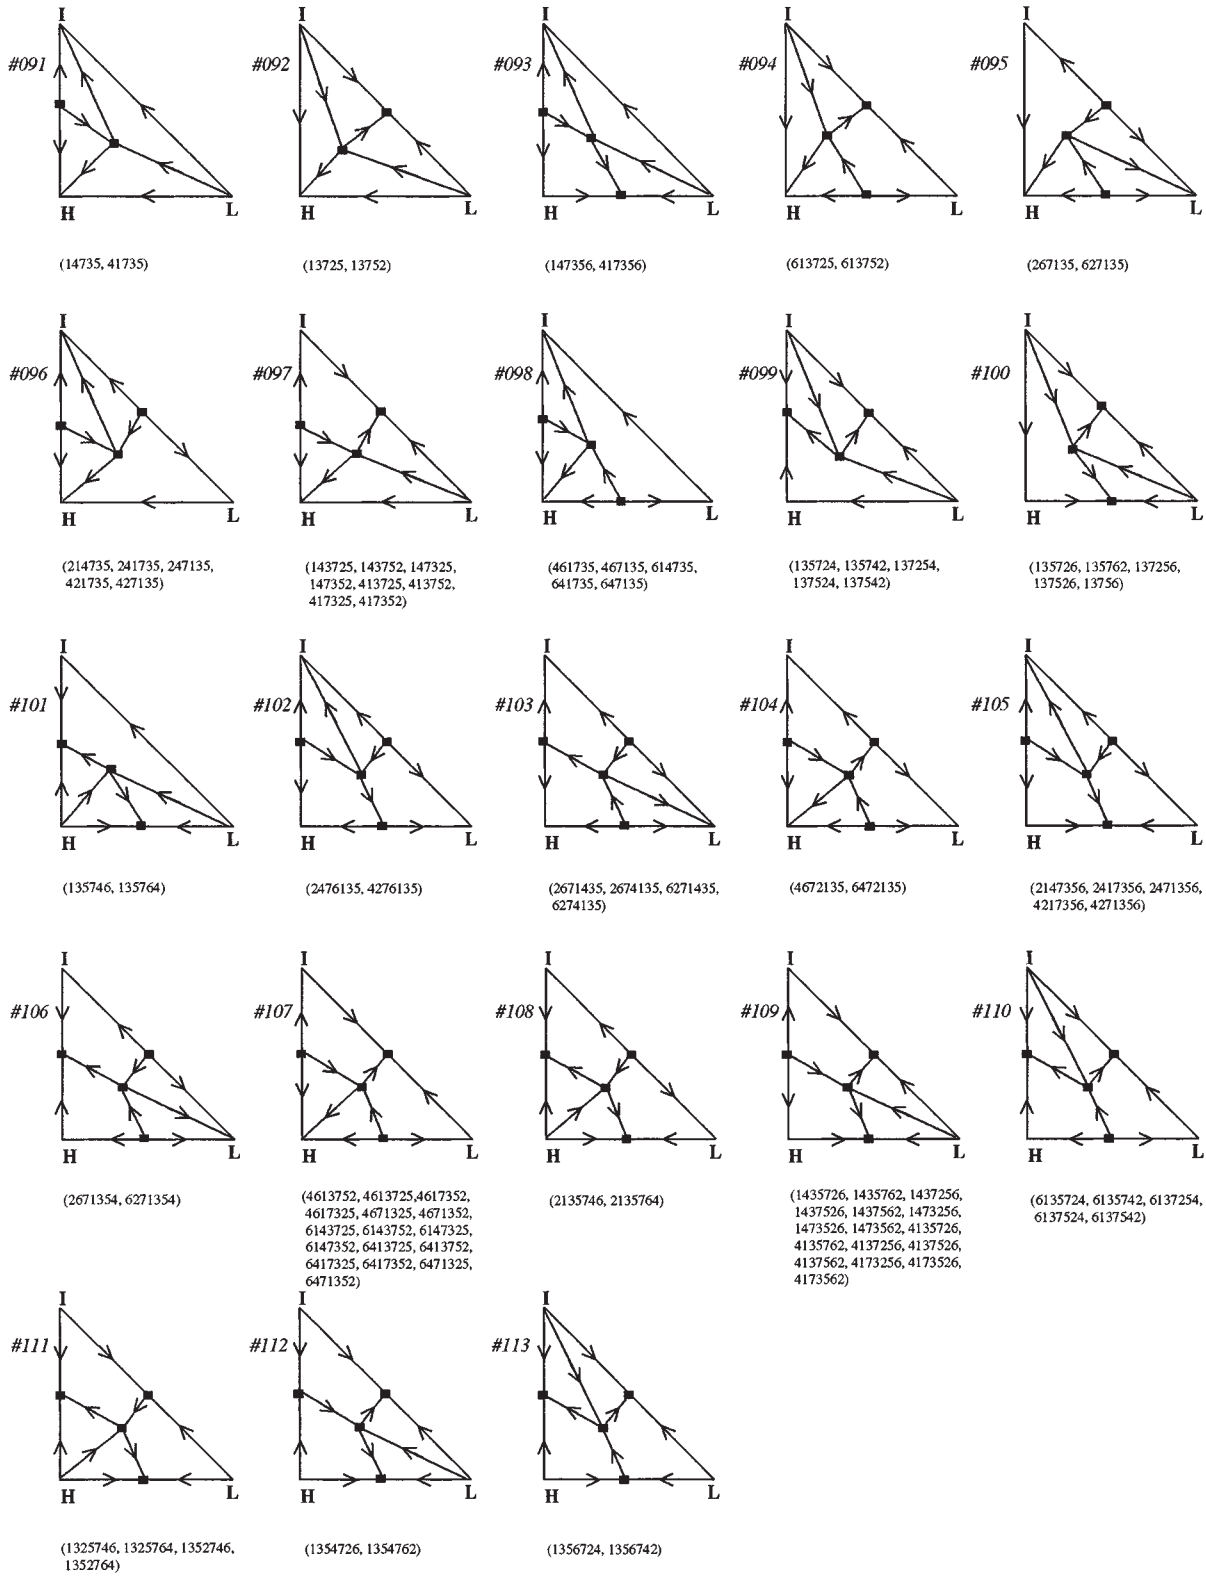 I I I I I
#091 #092 #093 #094 #095
H L H L H L H L H L
(14735, 41735) (13725, 13752) (147356, 417356) (613725, 613752) (267135, 627135)
I I I I I
#096 #097 #098 #099 #100
H L H L H L H L H L
(214735, 241735, 247135, (143725, 143752, 147325, (461735, 467135, 614735, (135724, 135742, 137254, (135726, 135762, 137256,
421735, 427135) 147352, 413725, 413752, 641735, 647135) 137524, 137542) 137526, 13756)
417325, 417352)
I I I I I
#101 #102 #103 #104 #105
H L H L H L H L H L
(135746, 135764) (2476135, 4276135) (2671435, 2674135, 6271435, (4672135, 6472135) (2147356, 2417356, 2471356,
6274135) 4217356, 4271356)
I I I I I
#106 #107 #108 #109 #110
H L H L H L H L H L
(2671354, 6271354) (4613752, 4613725,4617352, (2135746, 2135764) (1435726, 1435762, 1437256, (6135724, 6135742, 6137254,
4617325, 4671325, 4671352, 1437526, 1437562, 1473256, 6137524, 6137542)
6143725, 6143752, 6147325, 1473526, 1473562, 4135726,
6147352, 6413725, 6413752, 4135762, 4137256, 4137526,
6417325, 6417352, 6471325, 4137562, 4173256, 4173526,
6471352) 4173562)
I I I
#111 #112 #113
H L H L H L
(1325746, 1325764, 1352746, (1354726, 1354762) (1356724, 1356742)
1352764)